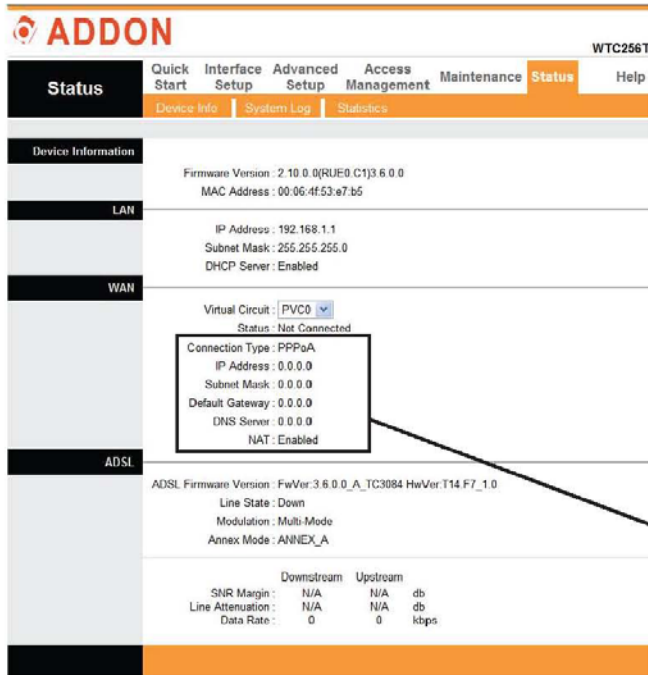 ADDON
WTC256T
Status
Quick Start
Interface Setup
Advanced Setup
Access Management
Maintenance
Status
Help
Device Info
System Log
Statistics
Device Information
Firmware Version : 2.10.0.0(RUE0.C1)3.6.0.0
MAC Address : 00:06:4f:53:e7:b5
LAN
IP Address : 192.168.1.1
Subnet Mask : 255.255.255.0
DHCP Server : Enabled
WAN
Virtual Circuit : PVC0
Status : Not Connected
Connection Type : PPPoA
IP Address : 0.0.0.0
Subnet Mask : 0.0.0.0
Default Gateway : 0.0.0.0
DNS Server : 0.0.0.0
NAT : Enabled
ADSL
ADSL Firmware Version : FwVer:3.6.0.0_A_TC3084 HwVer:T14.F7_1.0
Line State : Down
Modulation : Multi-Mode
Annex Mode : ANNEX_A
Downstream Upstream
SNR Margin : N/A N/A db
Line Attenuation : N/A N/A db
Data Rate : 0 0 kbps